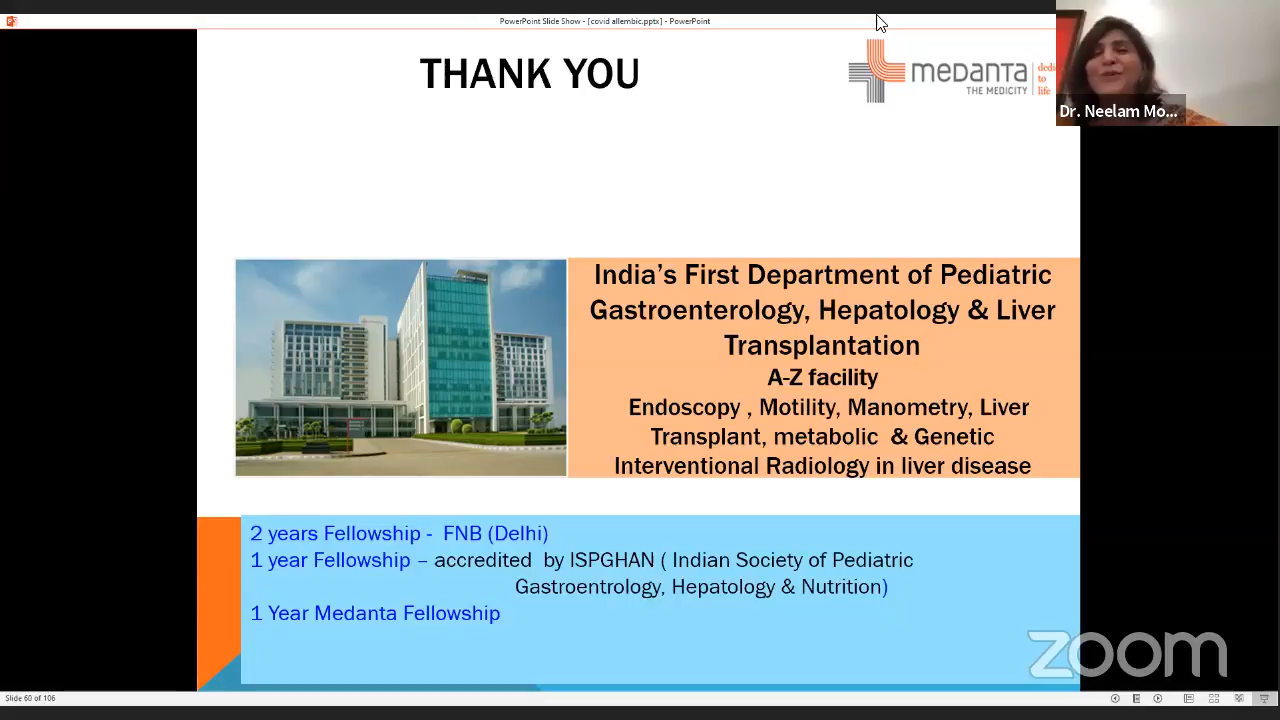 PowerPoint Slide Show - [covid allembic.pptx] - PowerPoint
THANK YOU
medanta
THE MEDICITY
dedi
to
life
Dr. Neelam Mo...
India's First Department of Pediatric
Gastroenterology, Hepatology & Liver
Transplantation
A-Z facility
Endoscopy , Motility, Manometry, Liver
Transplant, metabolic & Genetic
Interventional Radiology in liver disease
2 years Fellowship - FNB (Delhi)
1 year Fellowship – accredited by ISPGHAN ( Indian Society of Pediatric
Gastroentrology, Hepatology & Nutrition)
1 Year Medanta Fellowship
zoom
Slide 60 of 106